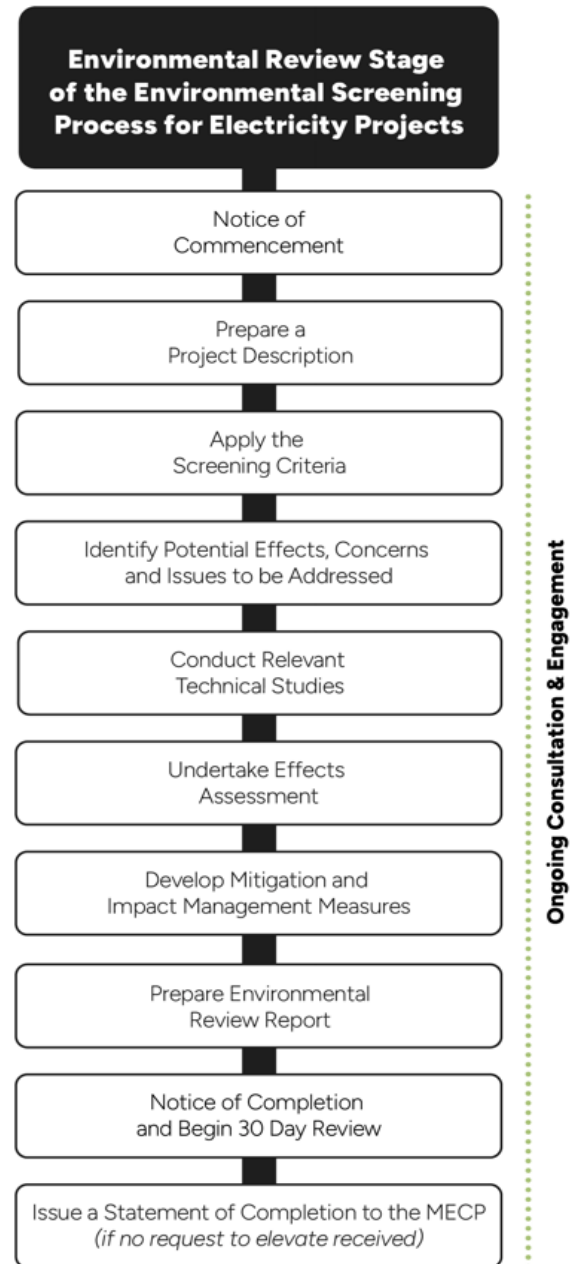 Environmental Review Stage
of the Environmental Screening
Process for Electricity Projects
Notice of
Commencement
Prepare a
Project Description
Apply the
Screening Criteria
Identify Potential Effects, Concerns
and Issues to be Addressed
Conduct Relevant
Technical Studies
Undertake Effects
Assessment
Develop Mitigation and
Impact Management Measures
Prepare Environmental
Review Report
Notice of Completion
and Begin 30 Day Review
Issue a Statement of Completion to the MECP
(if no request to elevate received)
Ongoing Consultation & Engagement